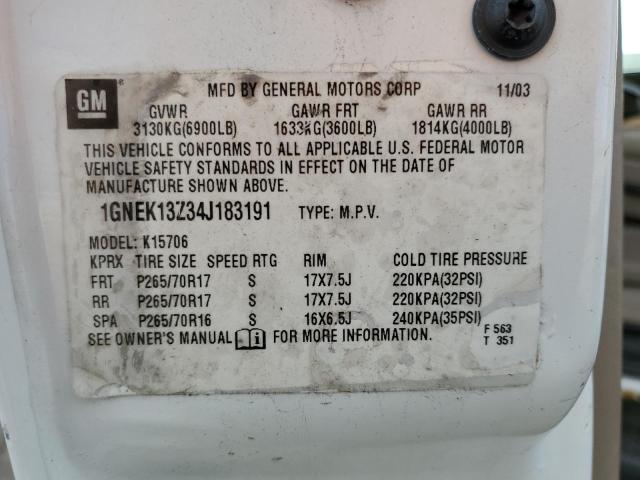 GM
MFD BY GENERAL MOTORS CORP 11/03
GVWR GAWR FRT GAWR RR
3130KG(6900LB) 1633KG(3600LB) 1814KG(4000LB)
THIS VEHICLE CONFORMS TO ALL APPLICABLE U.S. FEDERAL MOTOR
VEHICLE SAFETY STANDARDS IN EFFECT ON THE DATE OF
MANUFACTURE SHOWN ABOVE.
1GNEK13Z34J183191 TYPE: M.P.V.
MODEL: K15706
KPRX TIRE SIZE SPEED RTG RIM COLD TIRE PRESSURE
FRT P265/70R17 S 17X7.5J 220KPA(32PSI)
RR P265/70R17 S 17X7.5J 220KPA(32PSI)
SPA P265/70R16 S 16X6.5J 240KPA(35PSI)
SEE OWNER'S MANUAL i FOR MORE INFORMATION.
F 563
T 351